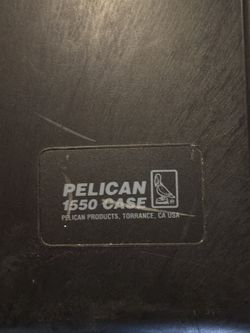 PELICAN
1550 CASE
PELICAN PRODUCTS, TORRANCE, CA USA